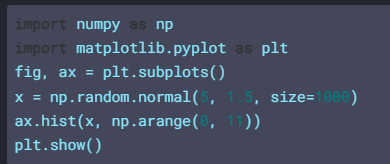 import numpy as np
import matplotlib.pyplot as plt
fig, ax = plt.subplots()
x = np.random.normal(5, 1.5, size=1000)
ax.hist(x, np.arange(0, 11))
plt.show()